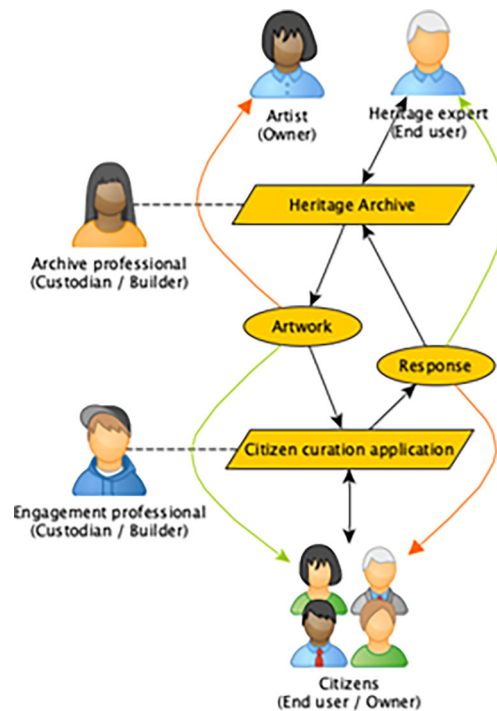 Artist
(Owner)
Heritage expert
(End user)
Heritage Archive
Archive professional
(Custodian / Builder)
Artwork
Response
Citizen curation application
Engagement professional
(Custodian / Builder)
Citizens
(End user / Owner)